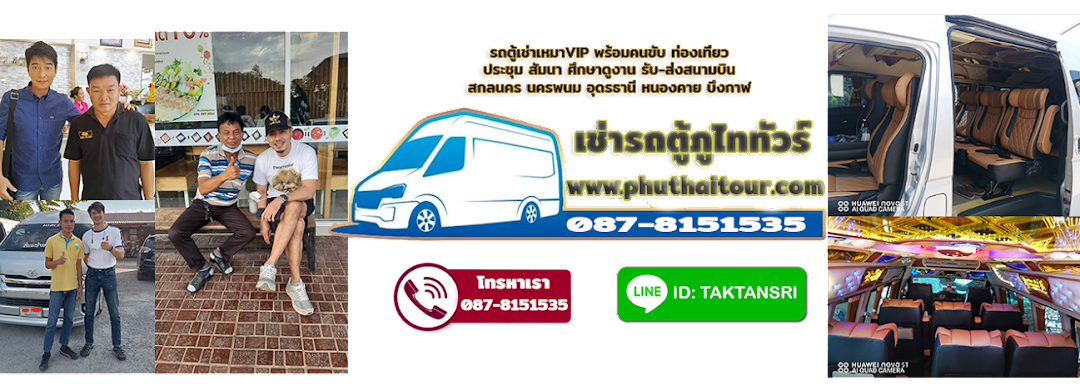 รถตู้เช่าเหมาVIP พร้อมคนขับ ท่องเที่ยว
ประชุม สัมนา ศึกษาดูงาน รับ-ส่งสนามบิน
สกลนคร นครพนม อุดรธานี หนองคาย บึงกาฬ
เช่ารถตู้ภูไททัวร์
www.phuthaitour.com
087-8151535
โทรหาเรา
087-8151535
LINE
ID: TAKTANSRI
HUAWEI nova 5T
AI QUAD CAMERA
HUAWEI nova 5T
AI QUAD CAMERA